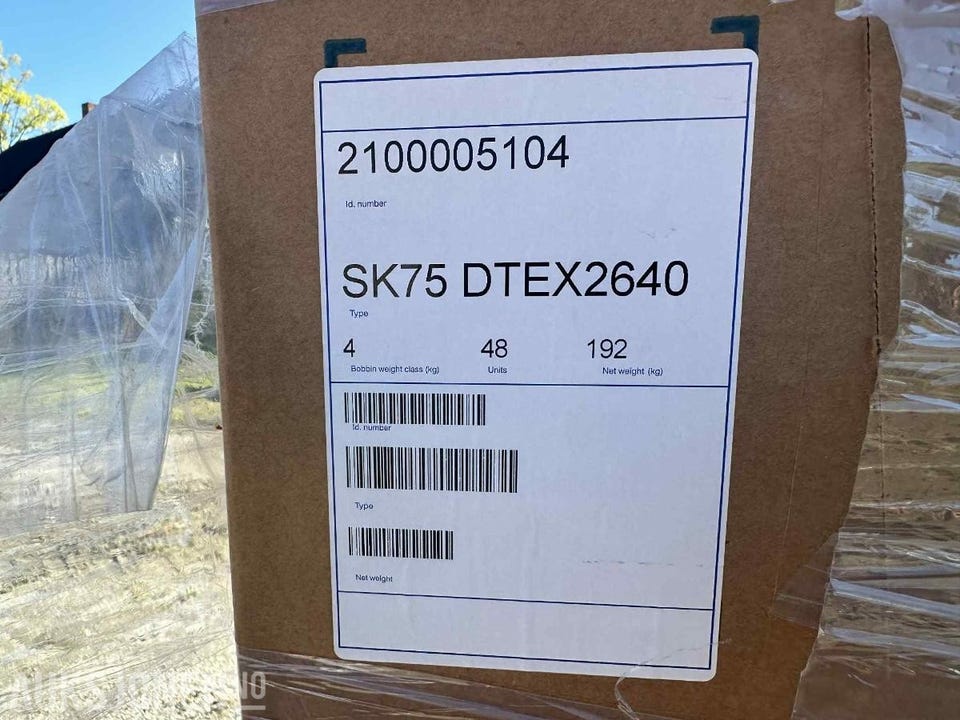 2100005104
Id. number
SK75 DTEX2640
Type
4 48 192
Bobbin weight class (kg) Units Net weight (kg)
Id. number
Type
Net weight